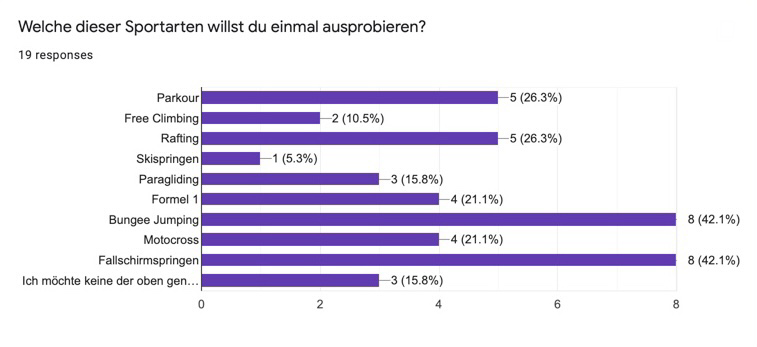 Welche dieser Sportarten willst du einmal ausprobieren?
19 responses
Parkour 5 (26.3%)
Free Climbing 2 (10.5%)
Rafting 5 (26.3%)
Skispringen 1 (5.3%)
Paragliding 3 (15.8%)
Formel 1 4 (21.1%)
Bungee Jumping 8 (42.1%)
Motocross 4 (21.1%)
Fallschirmspringen 8 (42.1%)
Ich möchte keine der oben gen… 3 (15.8%)
0 2 4 6 8